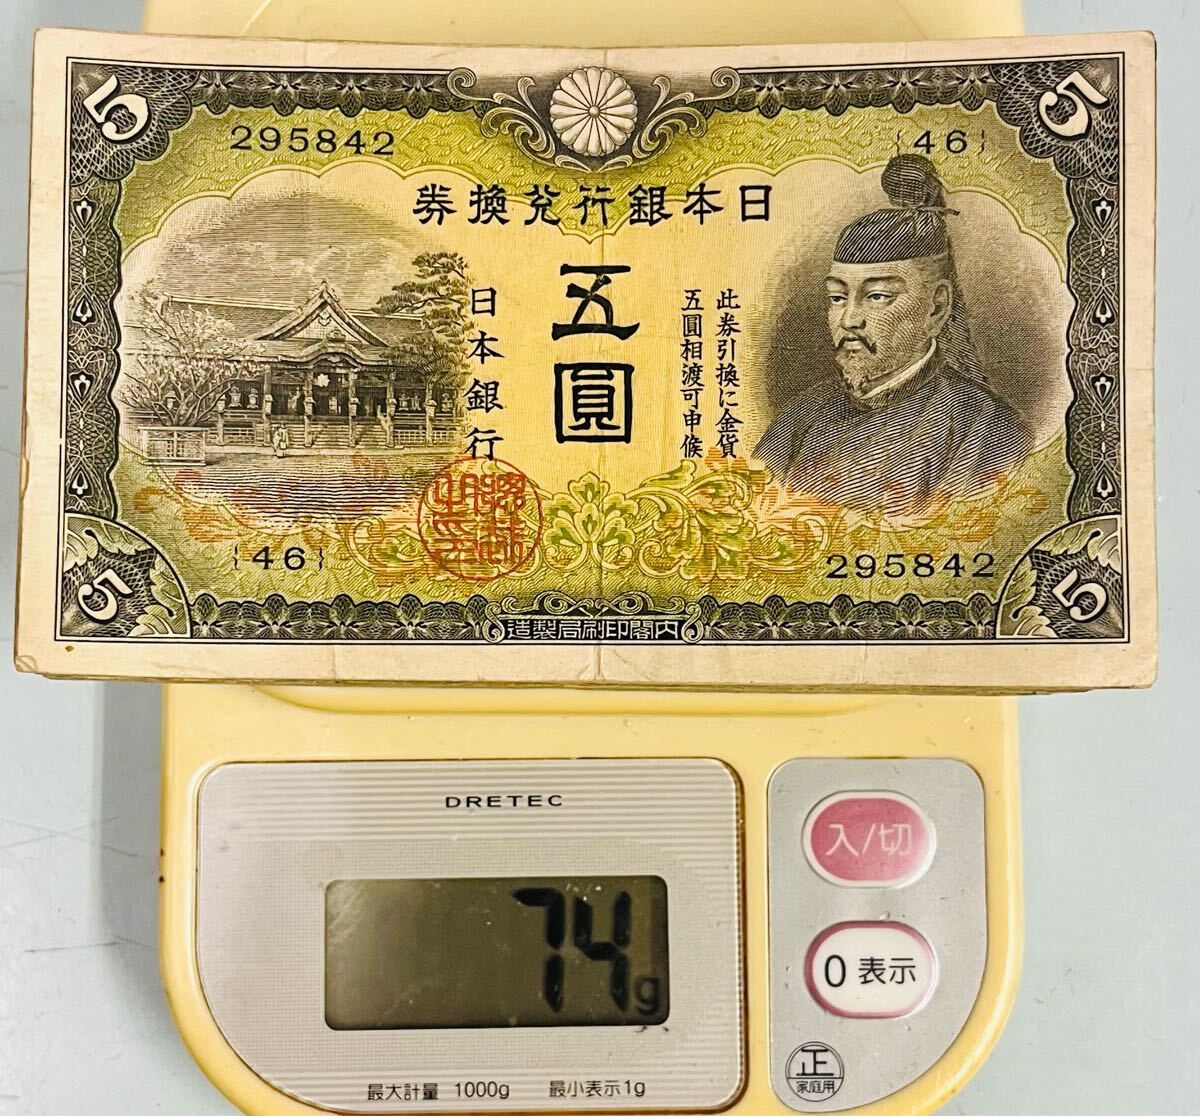 5
5
295842
{46}
日本銀行兌換券
五圓
此券引換に金貨
五圓相渡可申候
日本銀行
{46}
295842
5
5
内閣印刷局製造
DRETEC
入/切
74g
0 表示
正
家庭用
最大計量 1000g 最小表示1g